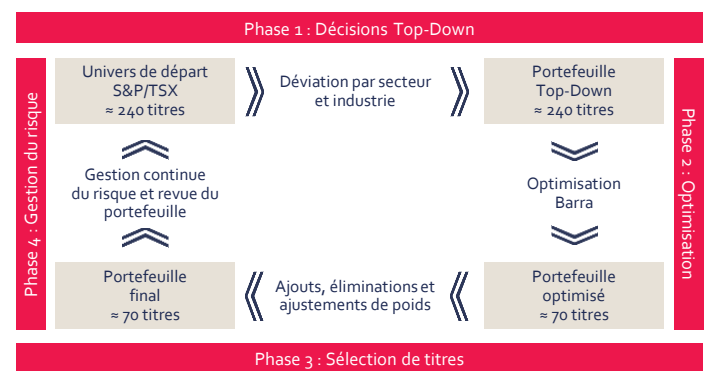 Phase 1 : Décisions Top-Down
Univers de départ
S&P/TSX
≈ 240 titres
Déviation par secteur
et industrie
Portefeuille
Top-Down
≈ 240 titres
Phase 2 : Optimisation
Optimisation
Barra
Portefeuille
optimisé
≈ 70 titres
Ajouts, éliminations et
ajustements de poids
Portefeuille
final
≈ 70 titres
Phase 3 : Sélection de titres
Phase 4 : Gestion du risque
Gestion continue
du risque et revue du
portefeuille